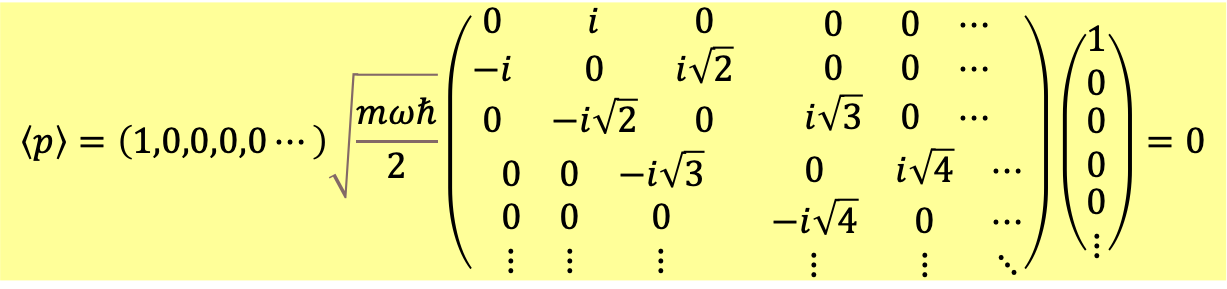 ⟨p⟩ = (1,0,0,0,0 ⋯ ) √(mωħ/2) ( 0 i 0 0 0 ⋯ ; −i 0 i√2 0 0 ⋯ ; 0 −i√2 0 i√3 0 ⋯ ; 0 0 −i√3 0 i√4 ⋯ ; 0 0 0 −i√4 0 ⋯ ; ⋮ ⋮ ⋮ ⋮ ⋮ ⋱ ) ( 1 ; 0 ; 0 ; 0 ; 0 ; ⋮ ) = 0